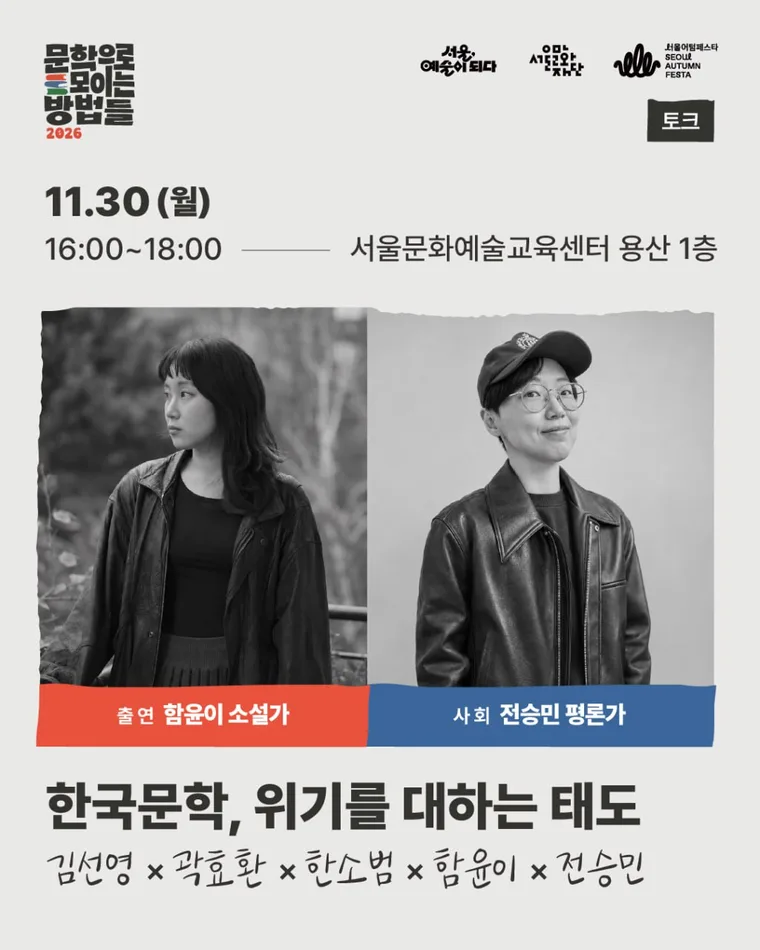 문학으로
모이는
방법들
2026
서울,
예술이 되다
서울문화
재단
서울어텀페스타
SEOUL
AUTUMN
FESTA
토크
11.30 (월)
16:00~18:00 서울문화예술교육센터 용산 1층
출연 함윤이 소설가
사회 전승민 평론가
한국문학, 위기를 대하는 태도
김선영 × 곽효환 × 한소범 × 함윤이 × 전승민